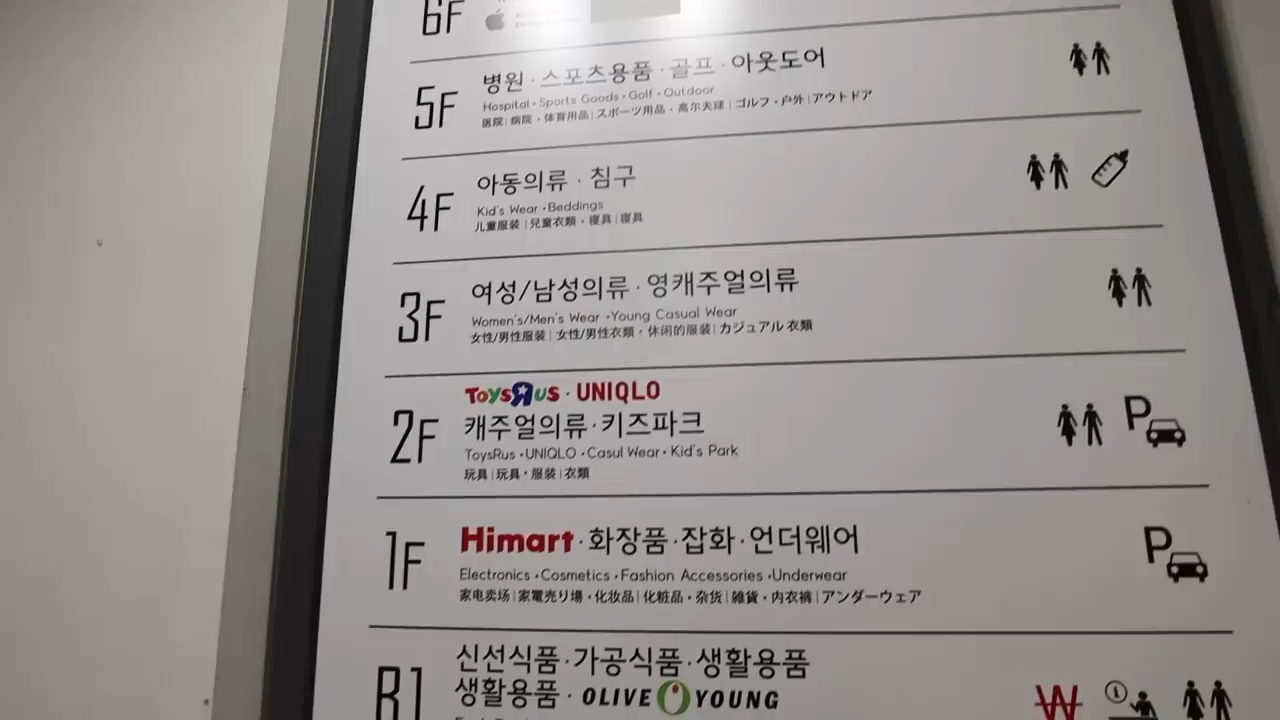 6F
5F
병원 · 스포츠용품 · 골프 · 아웃도어
Hospital · Sports Goods · Golf · Outdoor
医院 | 病院 · 体育用品 | スポーツ用品 · 高尔夫球 | ゴルフ · 户外 | アウトドア
4F
아동의류 · 침구
Kid's Wear · Beddings
儿童服装 | 兒童衣類 · 寝具 | 寝具
3F
여성/남성의류 · 영캐주얼의류
Women's/Men's Wear · Young Casual Wear
女性/男性服装 | 女性/男性衣類 · 休闲的服装 | カジュアル 衣類
ToysЯus · UNIQLO
2F
캐주얼의류 · 키즈파크
ToysRus · UNIQLO · Casul Wear · Kid's Park
玩具 | 玩具 · 服装 | 衣類
P
1F
Himart · 화장품 · 잡화 · 언더웨어
Electronics · Cosmetics · Fashion Accessories · Underwear
家电卖场 | 家電売り場 · 化妆品 | 化粧品 · 杂货 | 雑貨 · 内衣裤 | アンダーウェア
P
B1
신선식품 · 가공식품 · 생활용품
생활용품 · OLIVE YOUNG
₩
i